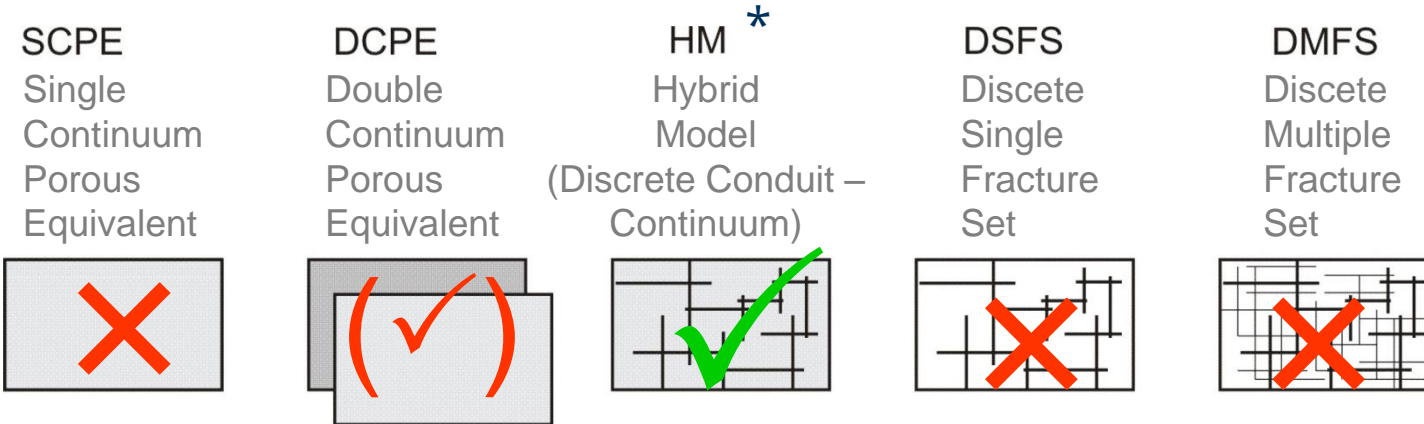 SCPE
Single
Continuum
Porous
Equivalent
DCPE
Double
Continuum
Porous
Equivalent
HM *
Hybrid
Model
(Discrete Conduit –
Continuum)
DSFS
Discete
Single
Fracture
Set
DMFS
Discete
Multiple
Fracture
Set
( )